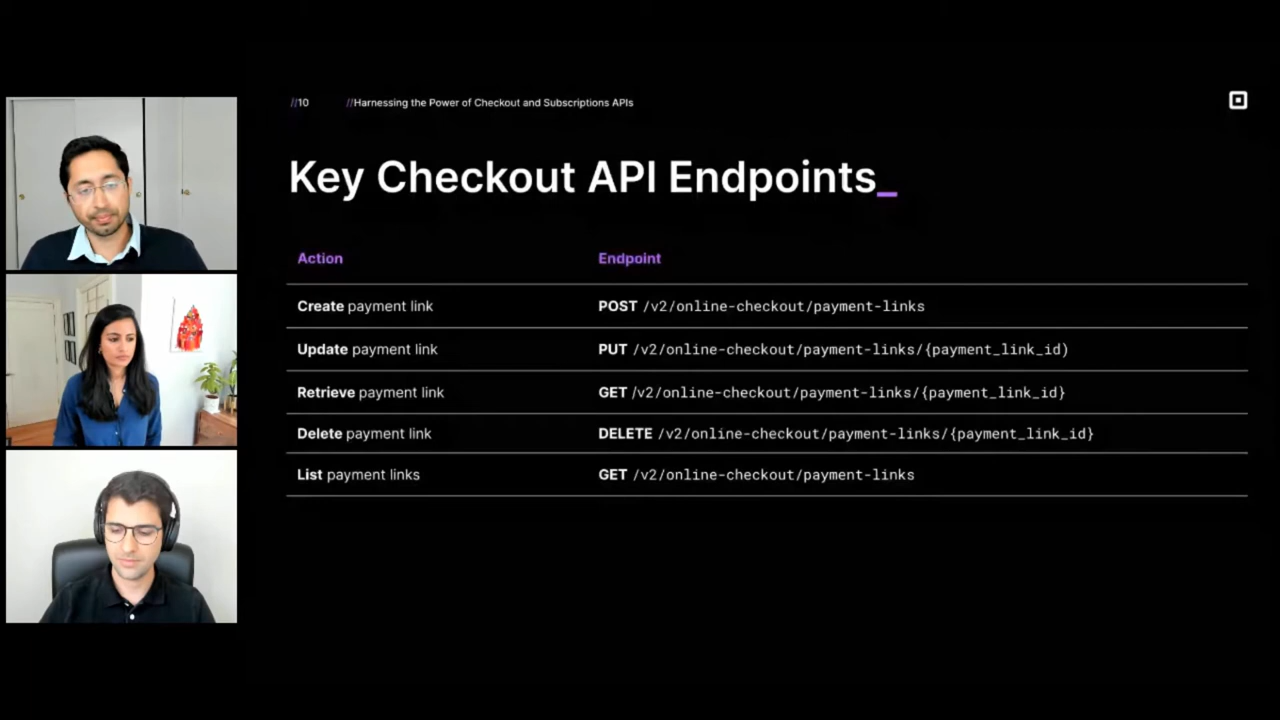 //10 //Harnessing the Power of Checkout and Subscriptions APIs
Key Checkout API Endpoints_
Action Endpoint
Create payment link POST /v2/online-checkout/payment-links
Update payment link PUT /v2/online-checkout/payment-links/{payment_link_id)
Retrieve payment link GET /v2/online-checkout/payment-links/{payment_link_id}
Delete payment link DELETE /v2/online-checkout/payment-links/{payment_link_id}
List payment links GET /v2/online-checkout/payment-links